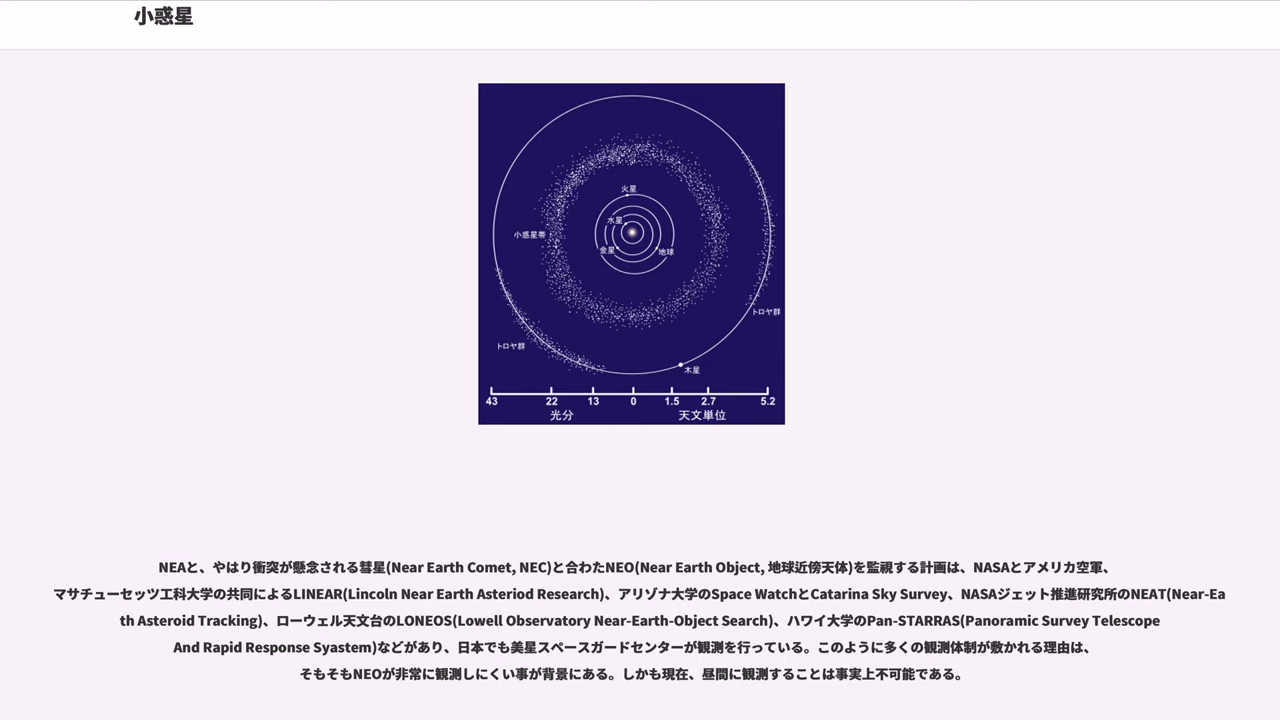 小惑星
火星
水星
小惑星帯
金星
地球
トロヤ群
トロヤ群
木星
43 22 13 0 1.5 2.7 5.2
光分 天文単位
NEAと、やはり衝突が懸念される彗星(Near Earth Comet, NEC)と合わたNEO(Near Earth Object, 地球近傍天体)を監視する計画は、NASAとアメリカ空軍、
マサチューセッツ工科大学の共同によるLINEAR(Lincoln Near Earth Asteriod Research)、アリゾナ大学のSpace WatchとCatarina Sky Survey、NASAジェット推進研究所のNEAT(Near-Ea
th Asteroid Tracking)、ローウェル天文台のLONEOS(Lowell Observatory Near-Earth-Object Search)、ハワイ大学のPan-STARRAS(Panoramic Survey Telescope
And Rapid Response Syastem)などがあり、日本でも美星スペースガードセンターが観測を行っている。このように多くの観測体制が敷かれる理由は、
そもそもNEOが非常に観測しにくい事が背景にある。しかも現在、昼間に観測することは事実上不可能である。